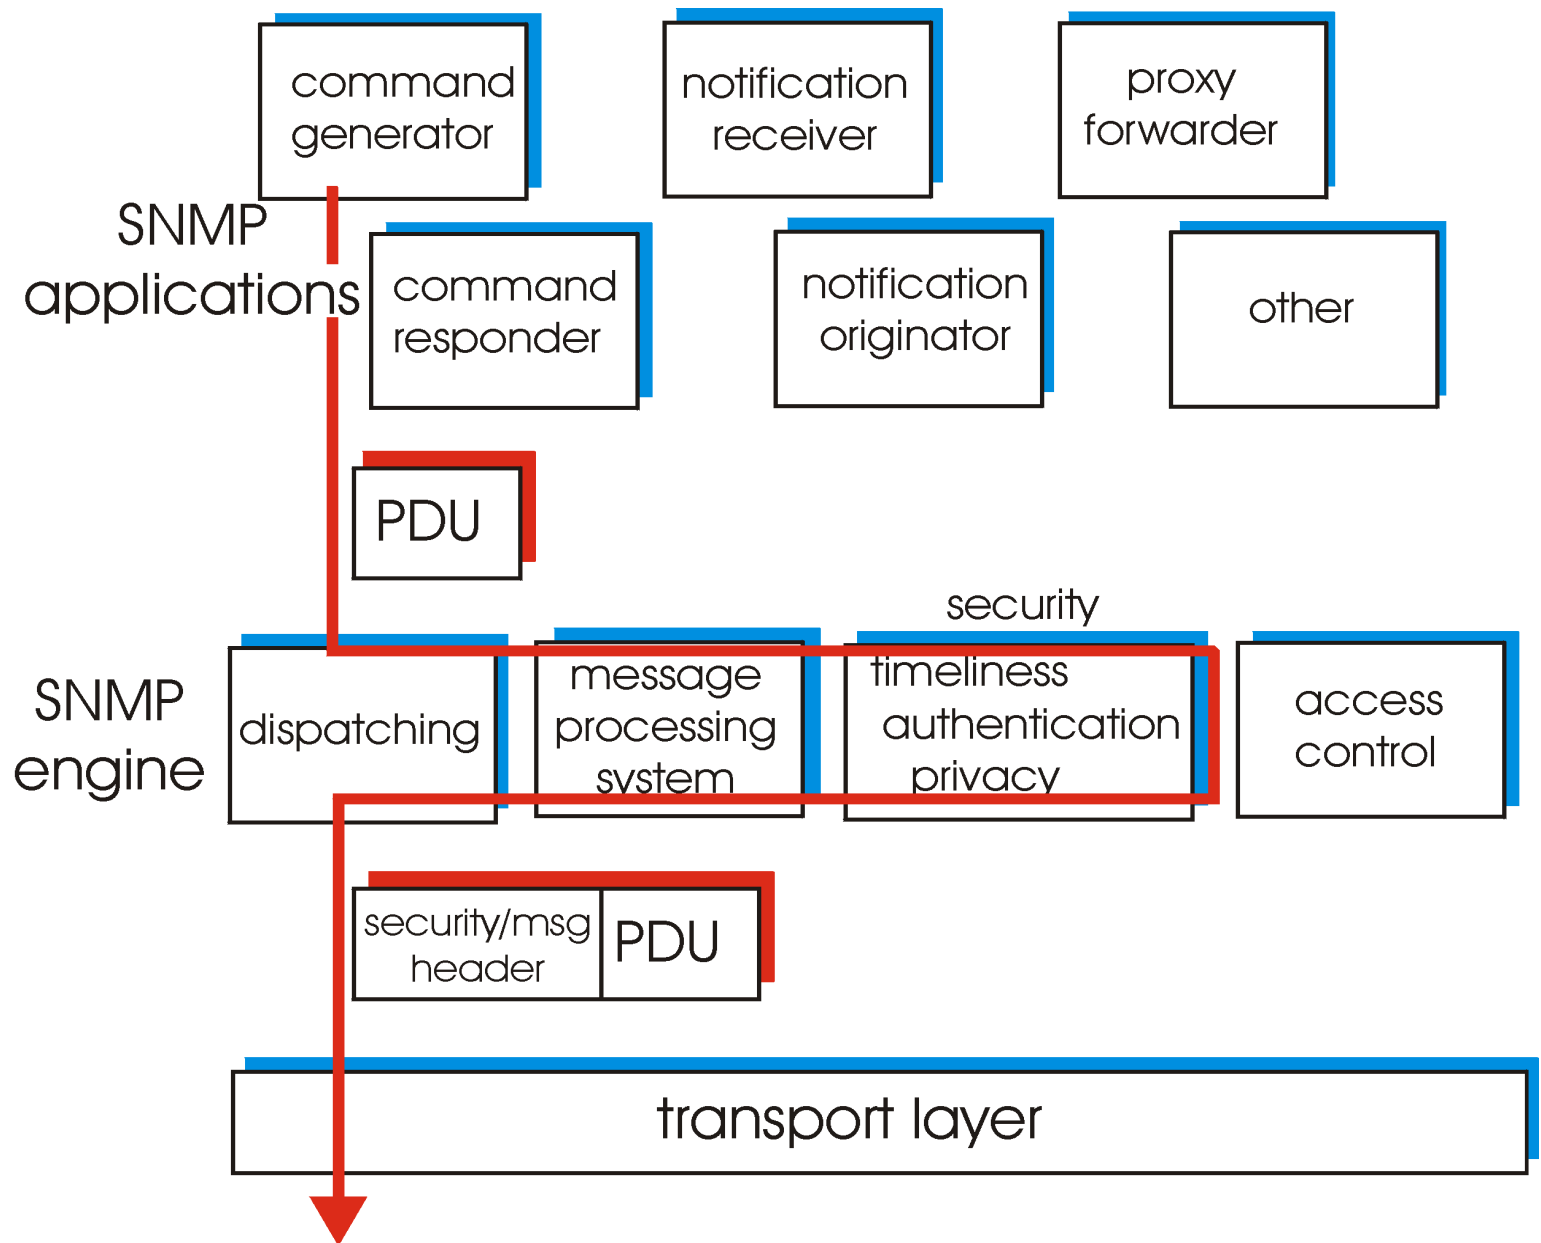 command
generator
notification
receiver
proxy
forwarder
SNMP
applications
command
responder
notification
originator
other
PDU
security
SNMP
engine
dispatching
message
processing
system
timeliness
authentication
privacy
access
control
security/msg
header
PDU
transport layer